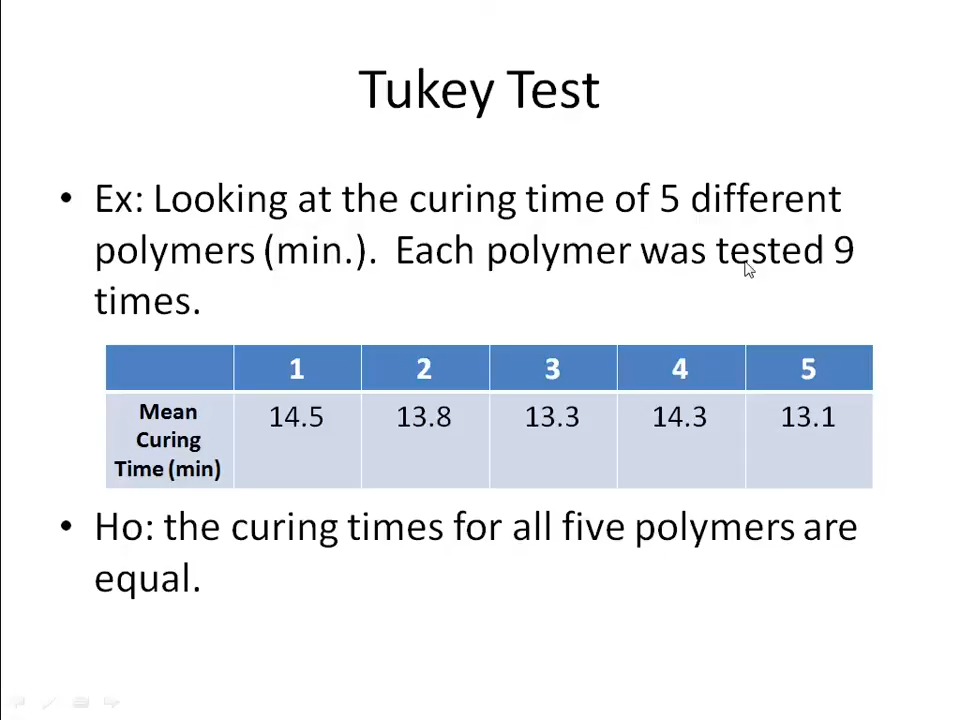 Tukey Test
• Ex: Looking at the curing time of 5 different
polymers (min.).  Each polymer was tested 9
times.
1 2 3 4 5
Mean Curing Time (min) 14.5 13.8 13.3 14.3 13.1
• Ho: the curing times for all five polymers are
equal.